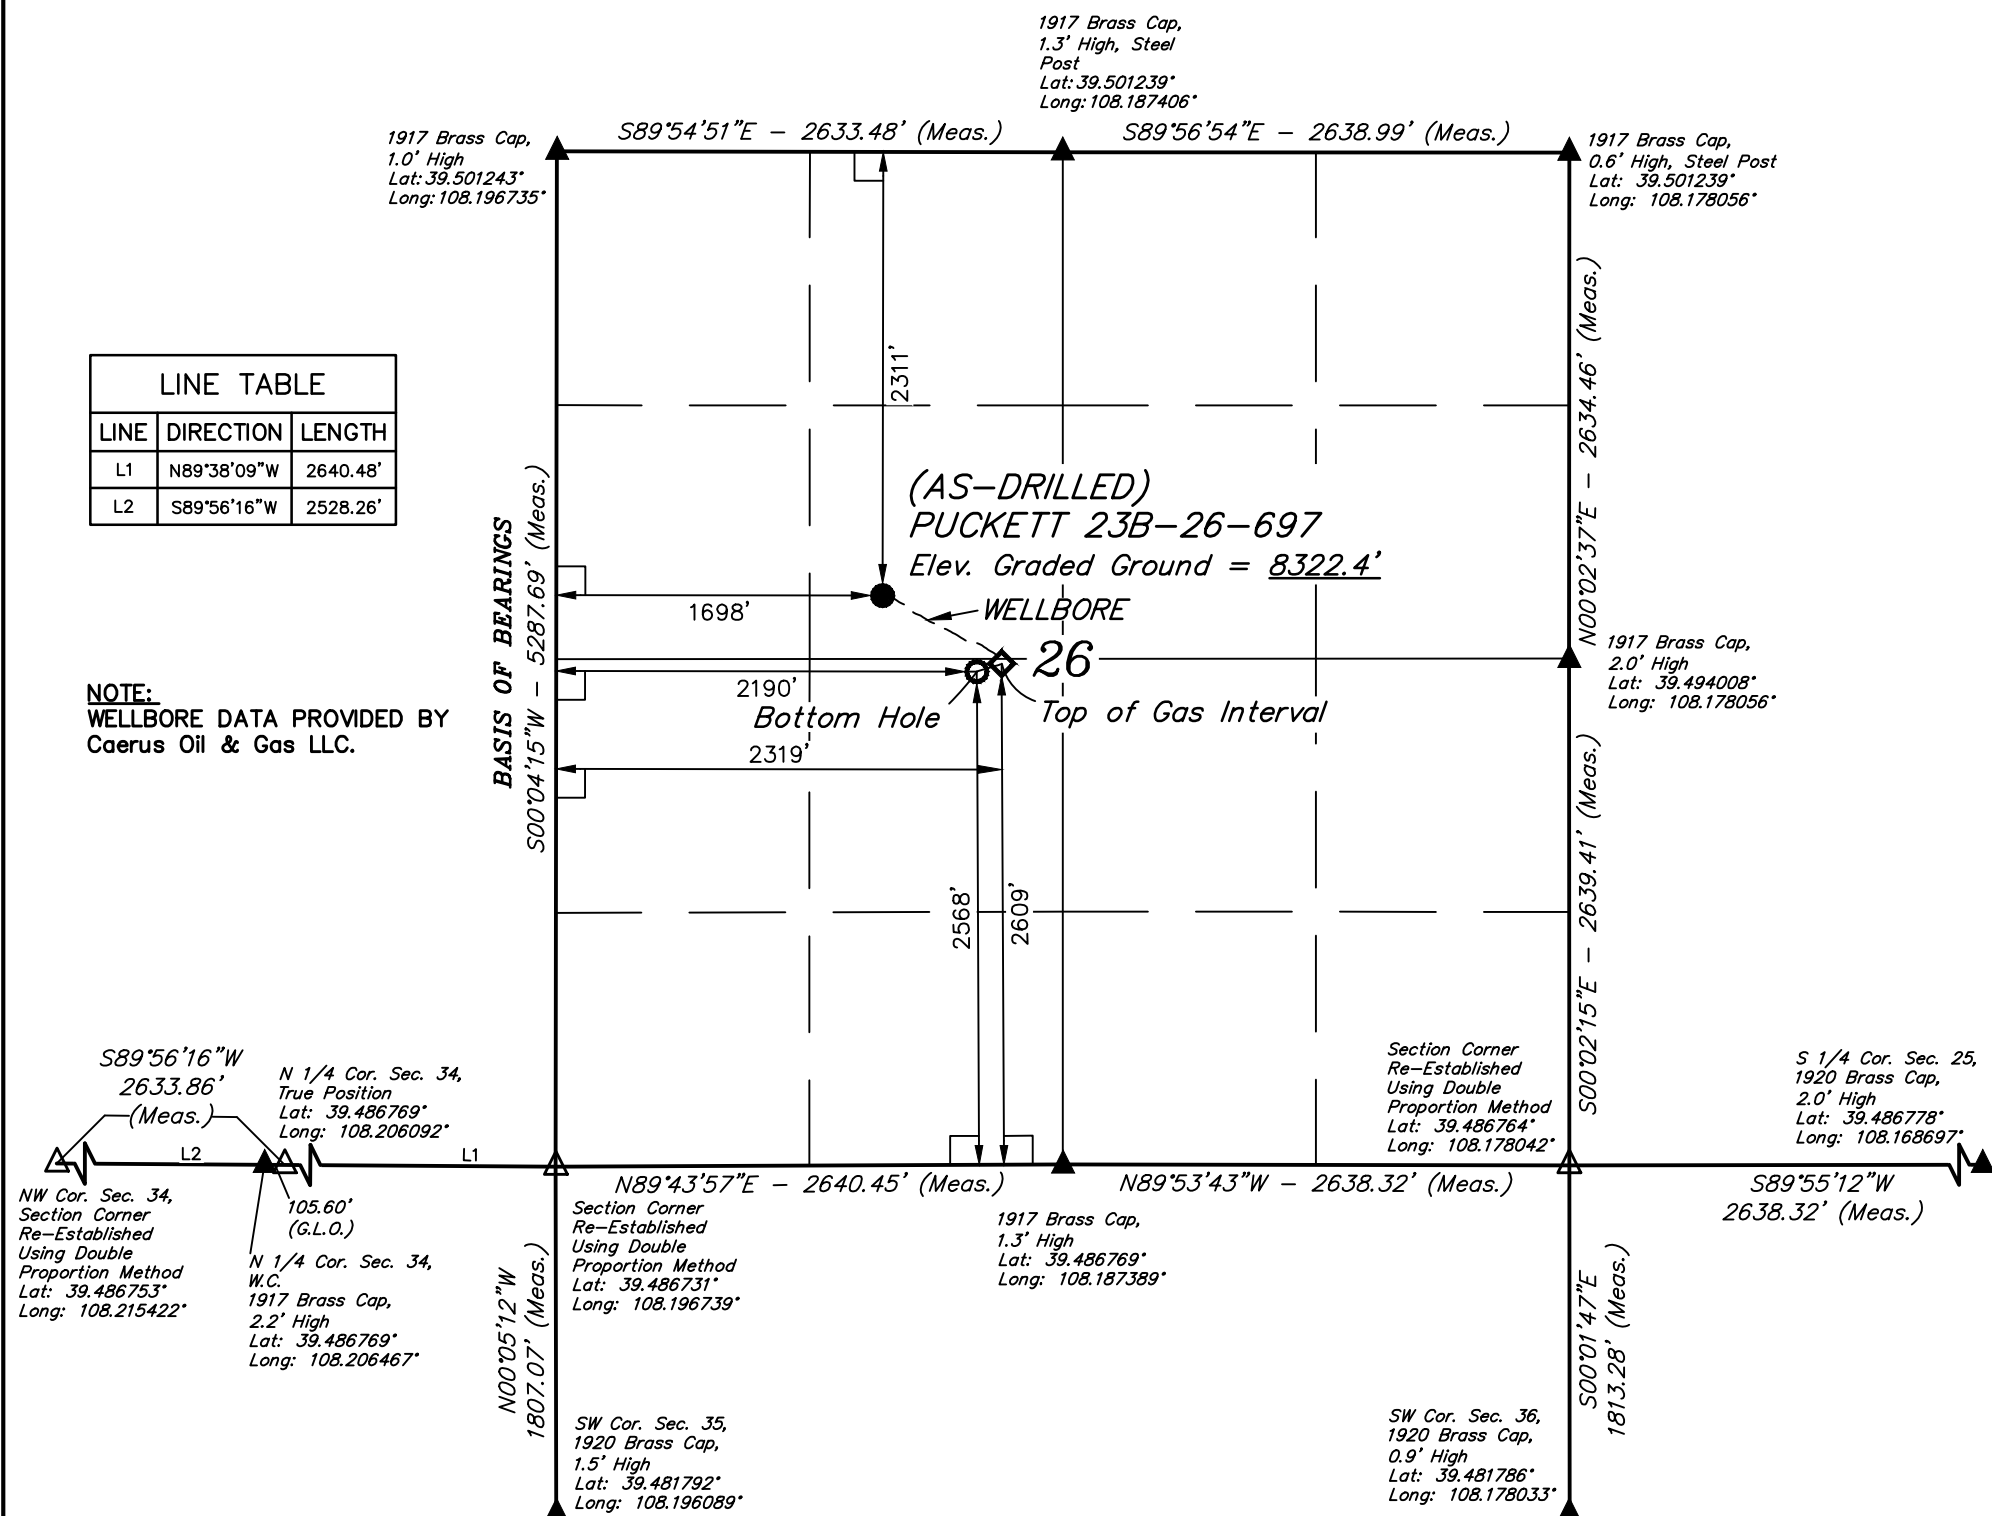 1917 Brass Cap,
1.3' High, Steel
Post
Lat: 39.501239°
Long: 108.187406°
1917 Brass Cap,
1.0' High
Lat: 39.501243°
Long: 108.196735°
S89°54'51"E - 2633.48' (Meas.)
S89°56'54"E - 2638.99' (Meas.)
1917 Brass Cap,
0.6' High, Steel Post
Lat: 39.501239°
Long: 108.178056°
LINE TABLE
LINE DIRECTION LENGTH
L1 N89°38'09"W 2640.48'
L2 S89°56'16"W 2528.26'
2311'
N00°02'37"E - 2634.46' (Meas.)
(AS-DRILLED)
PUCKETT 23B-26-697
Elev. Graded Ground = 8322.4'
BASIS OF BEARINGS
S00°04'15"W - 5287.69' (Meas.)
1698'
WELLBORE
26
2190'
Bottom Hole
Top of Gas Interval
2319'
1917 Brass Cap,
2.0' High
Lat: 39.494008°
Long: 108.178056°
NOTE:
WELLBORE DATA PROVIDED BY
Caerus Oil & Gas LLC.
2568'
2609'
S00°02'15"E - 2639.41' (Meas.)
S89°56'16"W
2633.86'
(Meas.)
N 1/4 Cor. Sec. 34,
True Position
Lat: 39.486769°
Long: 108.206092°
Section Corner
Re-Established
Using Double
Proportion Method
Lat: 39.486764°
Long: 108.178042°
S 1/4 Cor. Sec. 25,
1920 Brass Cap,
2.0' High
Lat: 39.486778°
Long: 108.168697°
L2
L1
NW Cor. Sec. 34,
Section Corner
Re-Established
Using Double
Proportion Method
Lat: 39.486753°
Long: 108.215422°
105.60'
(G.L.O.)
N 1/4 Cor. Sec. 34,
W.C.
1917 Brass Cap,
2.2' High
Lat: 39.486769°
Long: 108.206467°
N89°43'57"E - 2640.45' (Meas.)
N89°53'43"W - 2638.32' (Meas.)
S89°55'12"W
2638.32' (Meas.)
Section Corner
Re-Established
Using Double
Proportion Method
Lat: 39.486731°
Long: 108.196739°
1917 Brass Cap,
1.3' High
Lat: 39.486769°
Long: 108.187389°
N00°05'12"W
1807.07' (Meas.)
S00°01'47"E
1813.28' (Meas.)
SW Cor. Sec. 35,
1920 Brass Cap,
1.5' High
Lat: 39.481792°
Long: 108.196089°
SW Cor. Sec. 36,
1920 Brass Cap,
0.9' High
Lat: 39.481786°
Long: 108.178033°